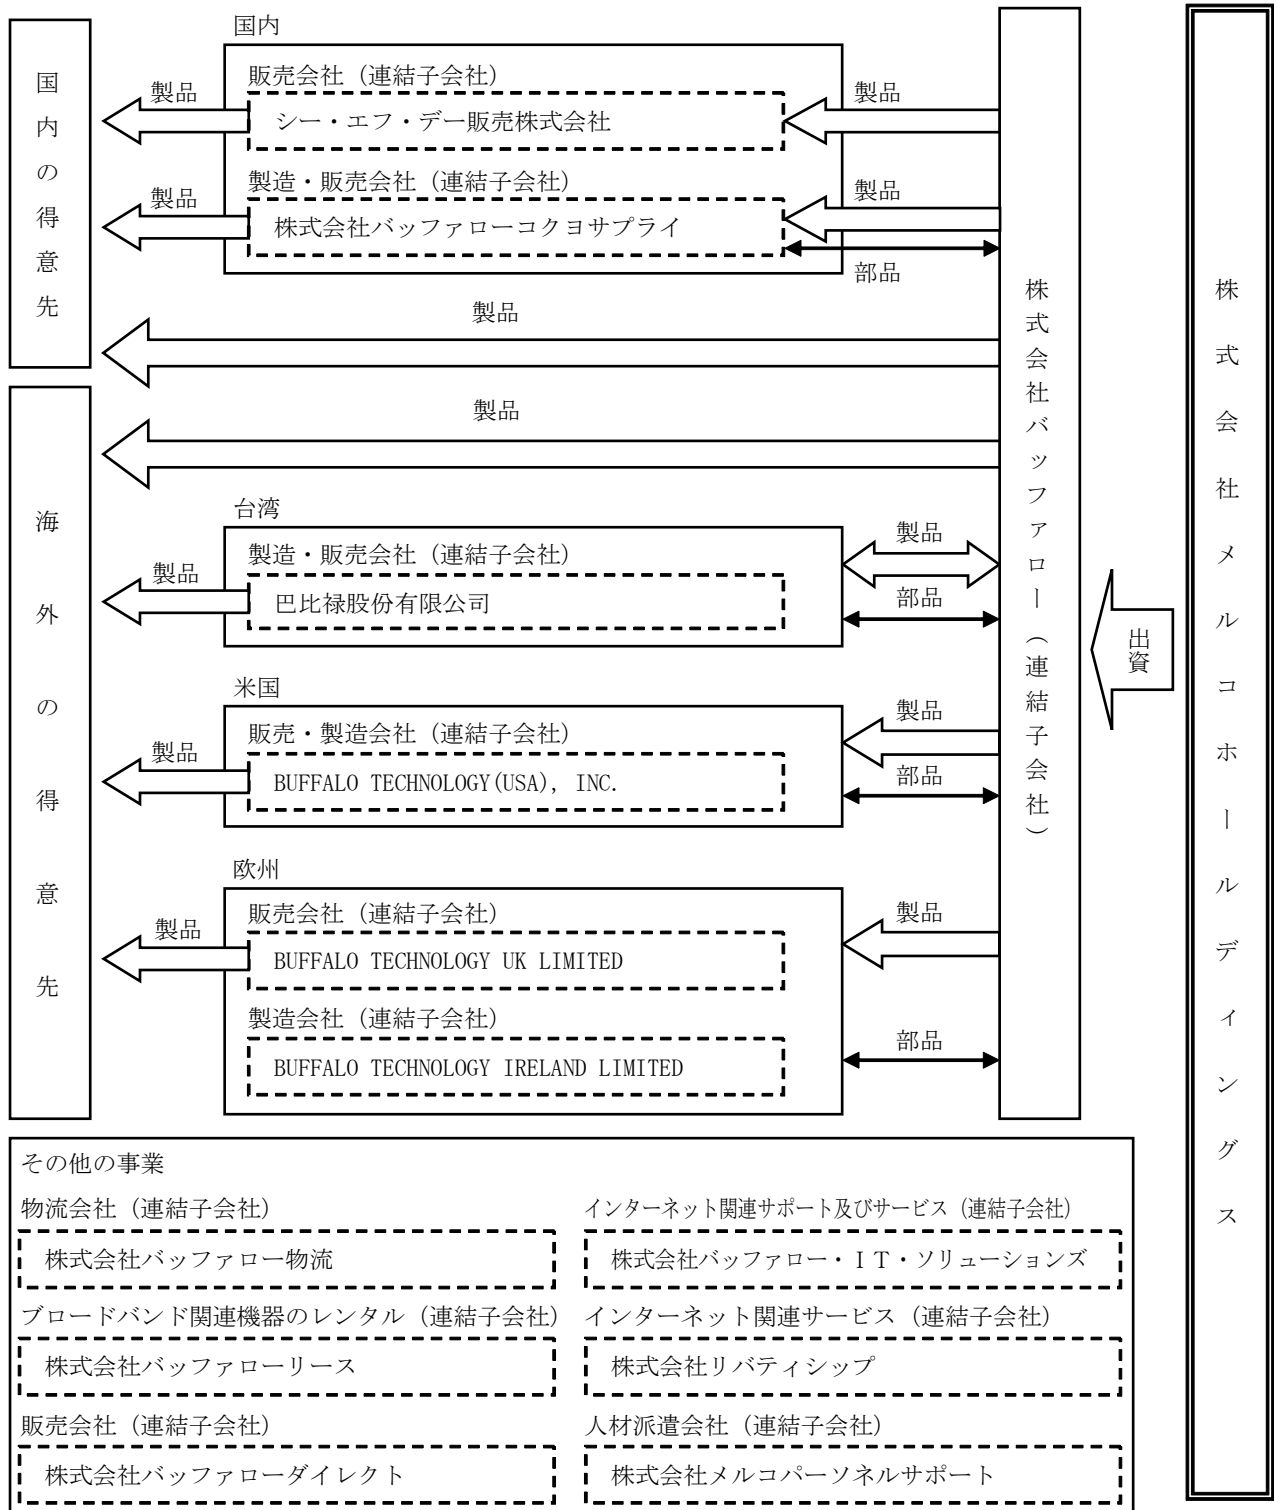 国内
国内の得意先
販売会社（連結子会社）
製品
シー・エフ・デー販売株式会社
製品
製造・販売会社（連結子会社）
製品
株式会社バッファローコクヨサプライ
製品
部品
製品
製品
海外の得意先
台湾
製造・販売会社（連結子会社）
製品
巴比禄股份有限公司
製品
部品
米国
販売・製造会社（連結子会社）
製品
BUFFALO TECHNOLOGY(USA), INC.
製品
部品
欧州
販売会社（連結子会社）
製品
BUFFALO TECHNOLOGY UK LIMITED
製品
製造会社（連結子会社）
BUFFALO TECHNOLOGY IRELAND LIMITED
部品
株式会社バッファロー（連結子会社）
出資
株式会社メルコホールディングス
その他の事業
物流会社（連結子会社）
株式会社バッファロー物流
インターネット関連サポート及びサービス（連結子会社）
株式会社バッファロー・ＩＴ・ソリューションズ
ブロードバンド関連機器のレンタル（連結子会社）
株式会社バッファローリース
インターネット関連サービス（連結子会社）
株式会社リバティシップ
販売会社（連結子会社）
株式会社バッファローダイレクト
人材派遣会社（連結子会社）
株式会社メルコパーソネルサポート